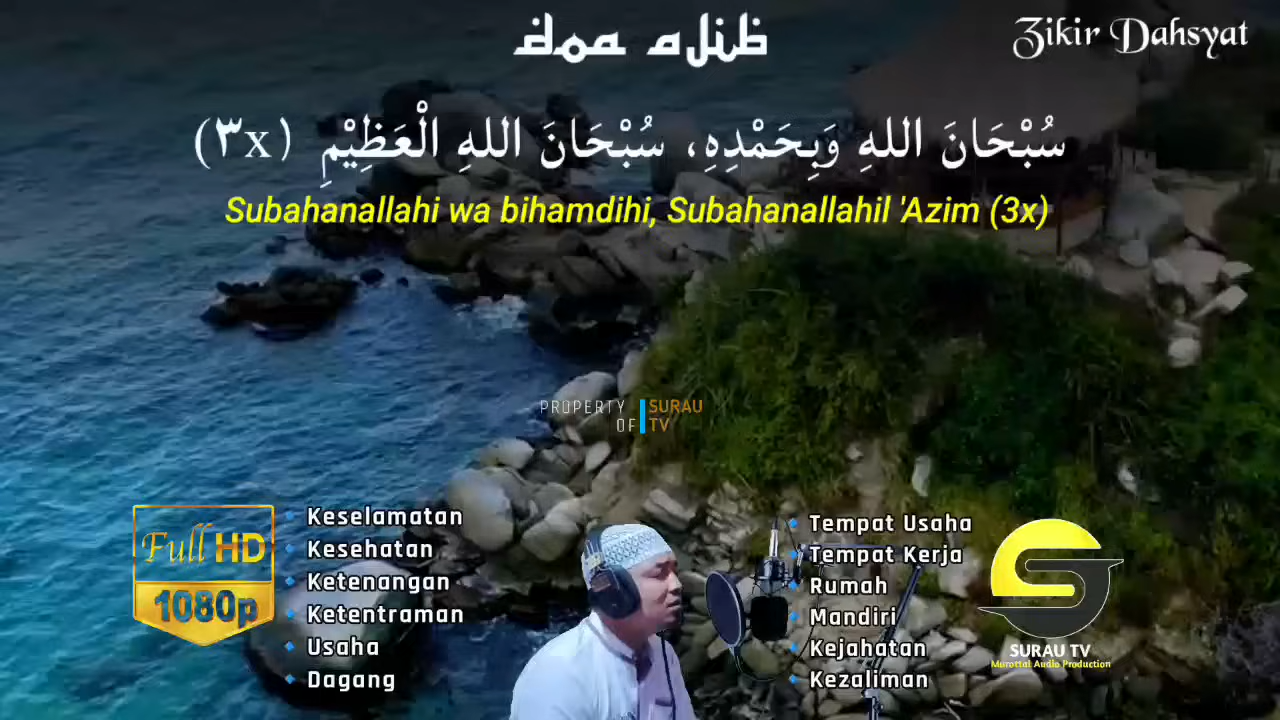 doa ajib
Zikir Dahsyat
سُبْحَانَ اللهِ وَبِحَمْدِهِ، سُبْحَانَ اللهِ الْعَظِيْمِ (٣x)
Subahanallahi wa bihamdihi, Subahanallahil 'Azim (3x)
PROPERTY OF
SURAU TV
Full HD
1080p
Keselamatan
Kesehatan
Ketenangan
Ketentraman
Usaha
Dagang
Tempat Usaha
Tempat Kerja
Rumah
Mandiri
Kejahatan
Kezaliman
SURAU TV
Murottal Audio Production